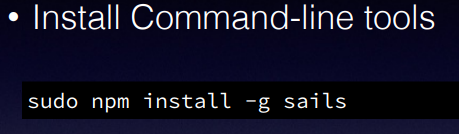 • Install Command-line tools
sudo npm install -g sails